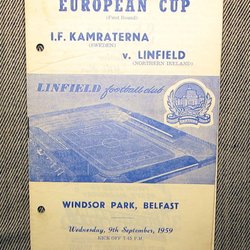 EUROPEAN CUP
(First Round)
I.F. KAMRATERNA
(SWEDEN)
v. LINFIELD
(NORTHERN IRELAND)
LINFIELD football club
WINDSOR PARK, BELFAST
Wednesday, 9th September, 1959
KICK OFF 7.45 P.M.